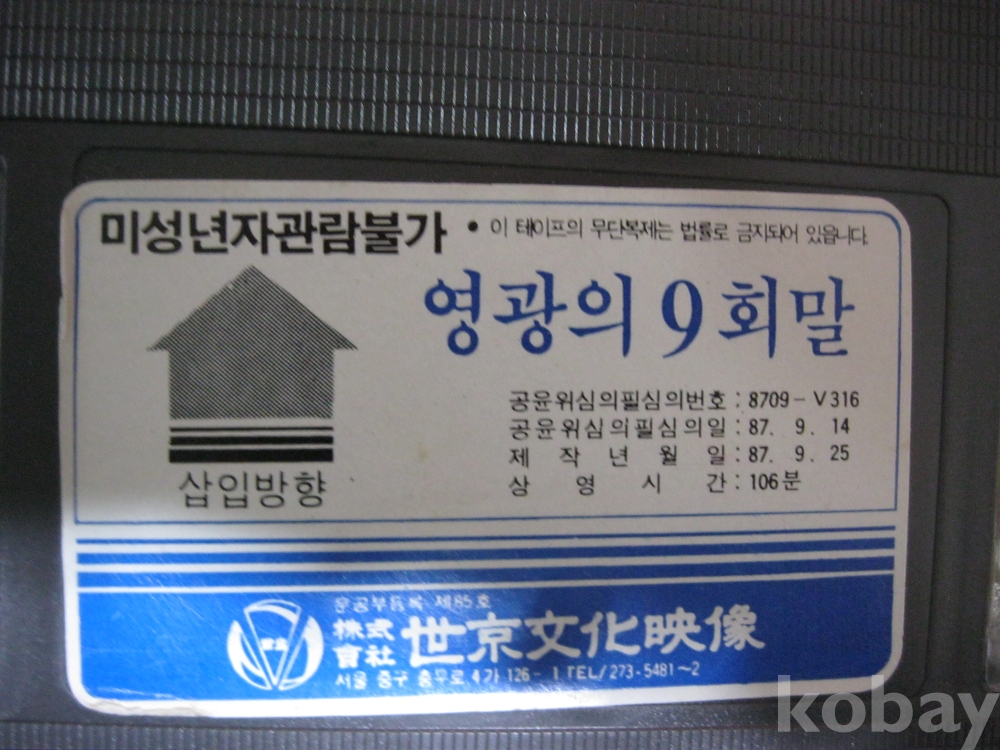 미성년자관람불가 • 이 테이프의 무단복제는 법률로 금지되어 있읍니다.
영광의 9회말
공윤위심의필심의번호 : 8709-V316
공윤위심의필심의일 : 87. 9. 14
제작년월일 : 87. 9. 25
상영시간 : 106분
삽입방향
문공부등록 제85호
株式會社 世京文化映像
서울 중구 충무로 4가 126-1 TEL/273-5481~2
kobay